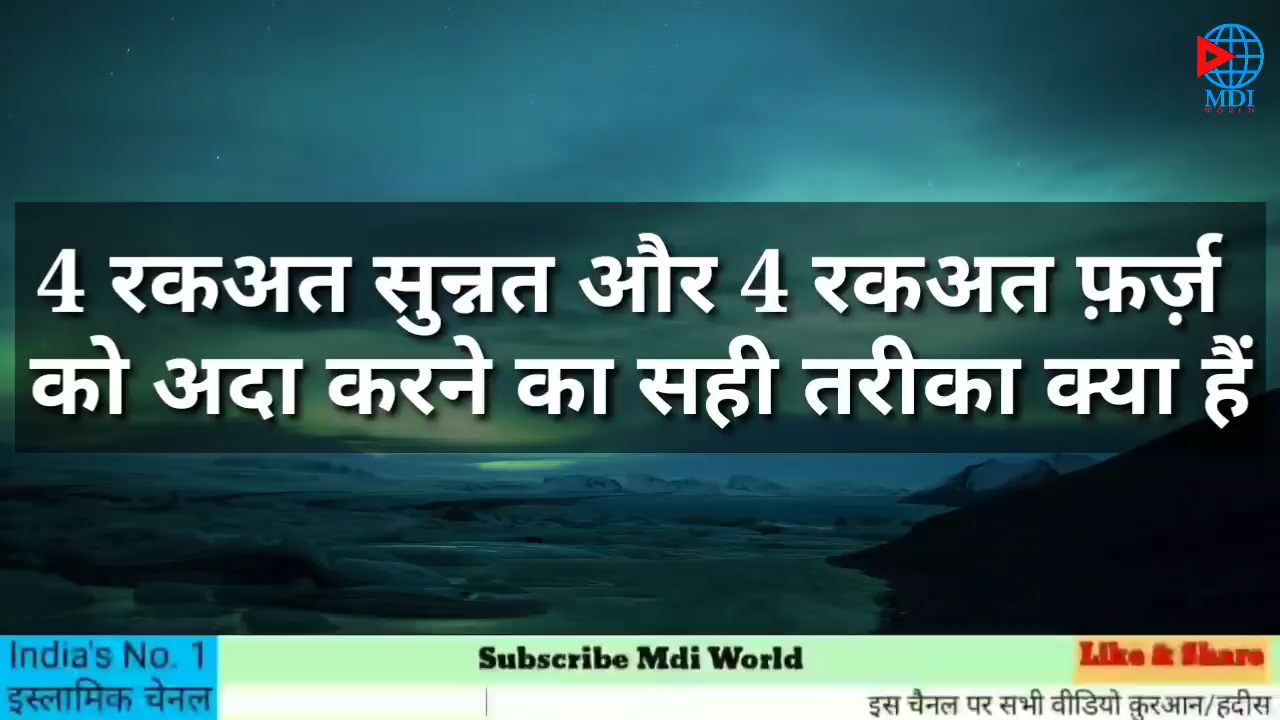 MDI
WORLD
4 रकअत सुन्नत और 4 रकअत फ़र्ज़
को अदा करने का सही तरीका क्या हैं
India's No. 1
इस्लामिक चेनल
Subscribe Mdi World
Like & Share
इस चैनल पर सभी वीडियो क़ुरआन/हदीस